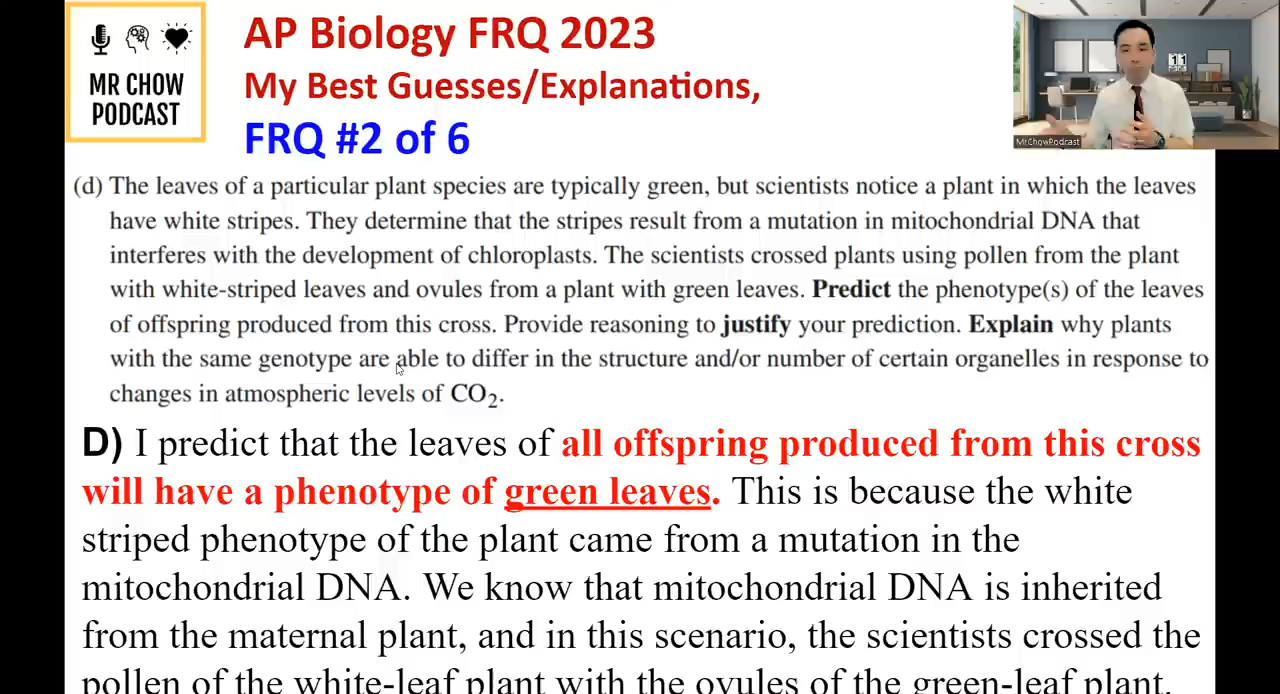 MR CHOW
PODCAST
AP Biology FRQ 2023
My Best Guesses/Explanations,
FRQ #2 of 6
11
MrChowPodcast
(d) The leaves of a particular plant species are typically green, but scientists notice a plant in which the leaves
have white stripes. They determine that the stripes result from a mutation in mitochondrial DNA that
interferes with the development of chloroplasts. The scientists crossed plants using pollen from the plant
with white-striped leaves and ovules from a plant with green leaves. Predict the phenotype(s) of the leaves
of offspring produced from this cross. Provide reasoning to justify your prediction. Explain why plants
with the same genotype are able to differ in the structure and/or number of certain organelles in response to
changes in atmospheric levels of CO₂.
D) I predict that the leaves of all offspring produced from this cross
will have a phenotype of green leaves. This is because the white
striped phenotype of the plant came from a mutation in the
mitochondrial DNA. We know that mitochondrial DNA is inherited
from the maternal plant, and in this scenario, the scientists crossed the
pollen of the white-leaf plant with the ovules of the green-leaf plant.